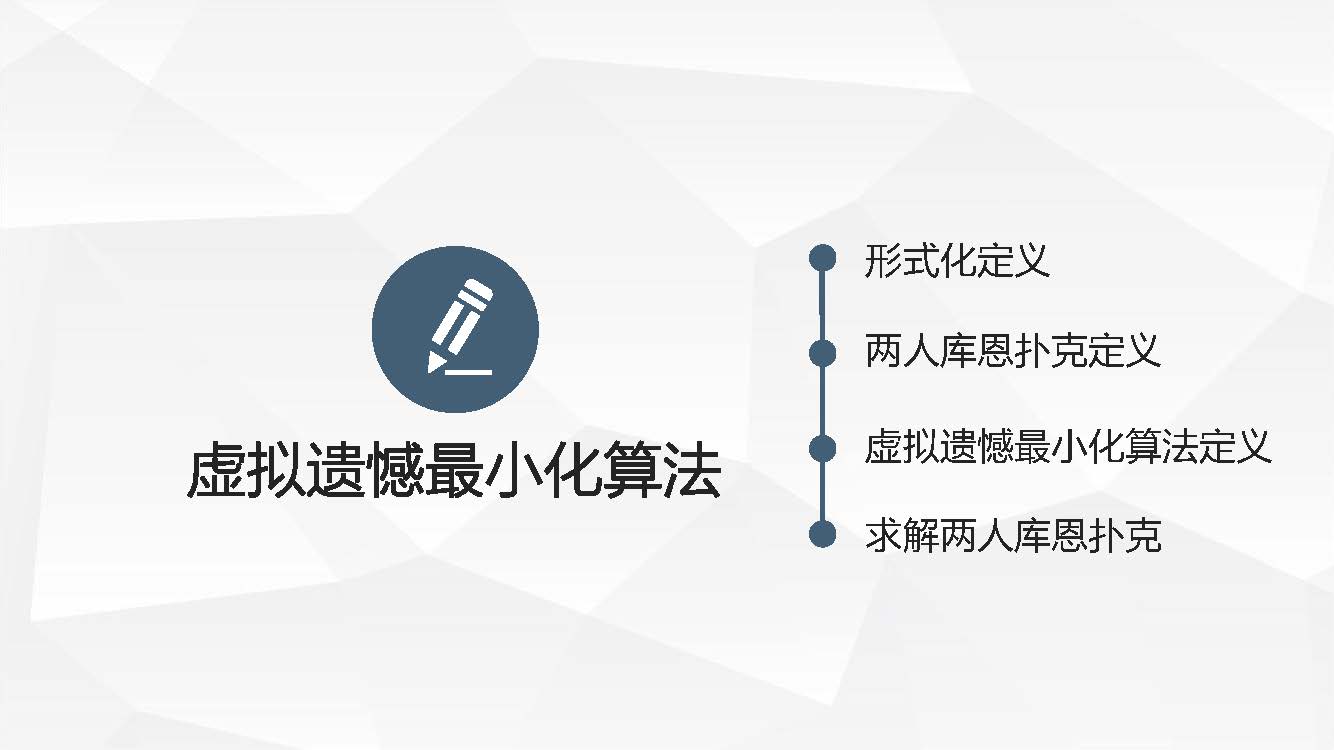 虚拟遗憾最小化算法
形式化定义
两人库恩扑克定义
虚拟遗憾最小化算法定义
求解两人库恩扑克